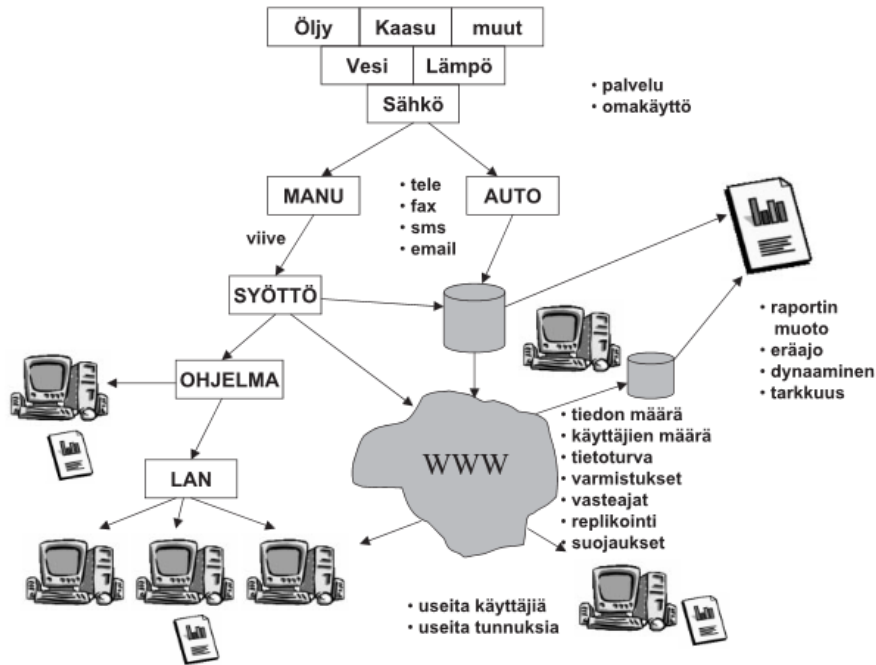 Öljy Kaasu muut
Vesi Lämpö
Sähkö
• palvelu
• omakäyttö
MANU
• tele
• fax
• sms
• email
AUTO
viive
SYÖTTÖ
• raportin
muoto
• eräajo
• dynaaminen
• tarkkuus
OHJELMA
• tiedon määrä
• käyttäjien määrä
• tietoturva
• varmistukset
• vasteajat
• replikointi
• suojaukset
WWW
LAN
• useita käyttäjiä
• useita tunnuksia